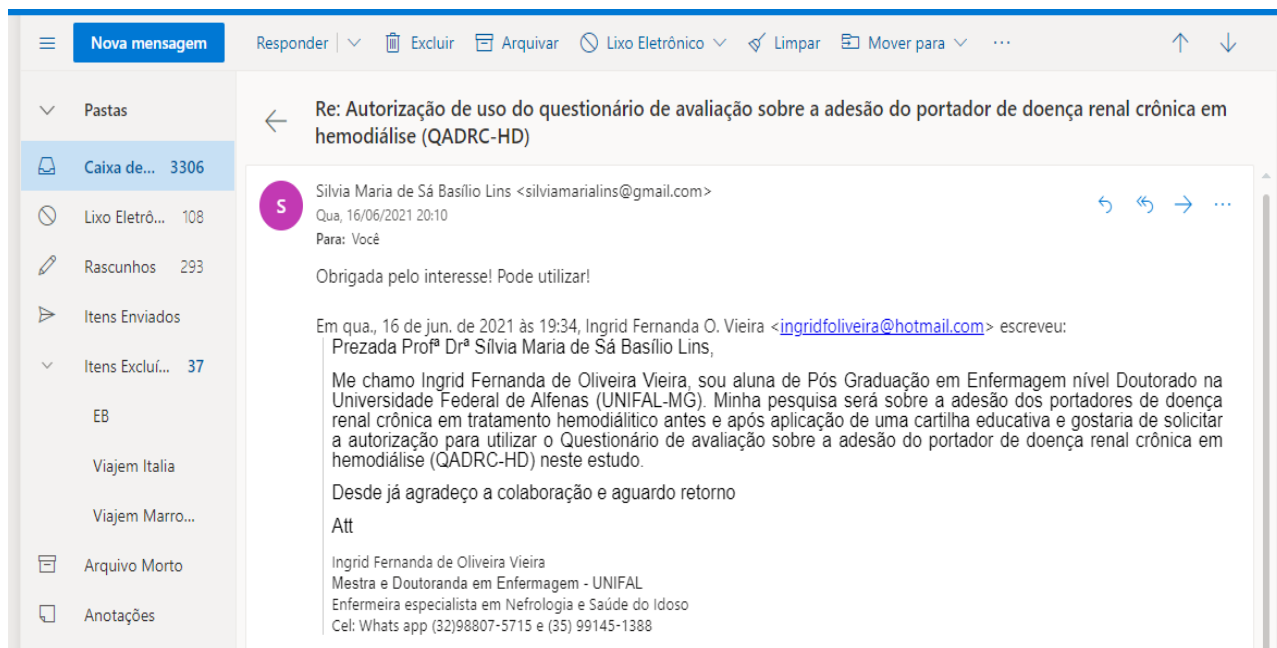 Nova mensagem
Responder Excluir Arquivar Lixo Eletrônico Limpar Mover para ...
Pastas
Caixa de... 3306
Lixo Eletrô... 108
Rascunhos 293
Itens Enviados
Itens Excluí... 37
EB
Viajem Italia
Viajem Marro...
Arquivo Morto
Anotações
Re: Autorização de uso do questionário de avaliação sobre a adesão do portador de doença renal crônica em
hemodiálise (QADRC-HD)
S
Silvia Maria de Sá Basílio Lins <silviamarialins@gmail.com>
Qua, 16/06/2021 20:10
Para: Você
Obrigada pelo interesse! Pode utilizar!
Em qua., 16 de jun. de 2021 às 19:34, Ingrid Fernanda O. Vieira <ingridfoliveira@hotmail.com> escreveu:
Prezada Profª Drª Sílvia Maria de Sá Basílio Lins,
Me chamo Ingrid Fernanda de Oliveira Vieira, sou aluna de Pós Graduação em Enfermagem nível Doutorado na
Universidade Federal de Alfenas (UNIFAL-MG). Minha pesquisa será sobre a adesão dos portadores de doença
renal crônica em tratamento hemodiálitico antes e após aplicação de uma cartilha educativa e gostaria de solicitar
a autorização para utilizar o Questionário de avaliação sobre a adesão do portador de doença renal crônica em
hemodiálise (QADRC-HD) neste estudo.
Desde já agradeço a colaboração e aguardo retorno
Att
Ingrid Fernanda de Oliveira Vieira
Mestra e Doutoranda em Enfermagem - UNIFAL
Enfermeira especialista em Nefrologia e Saúde do Idoso
Cel: Whats app (32)98807-5715 e (35) 99145-1388